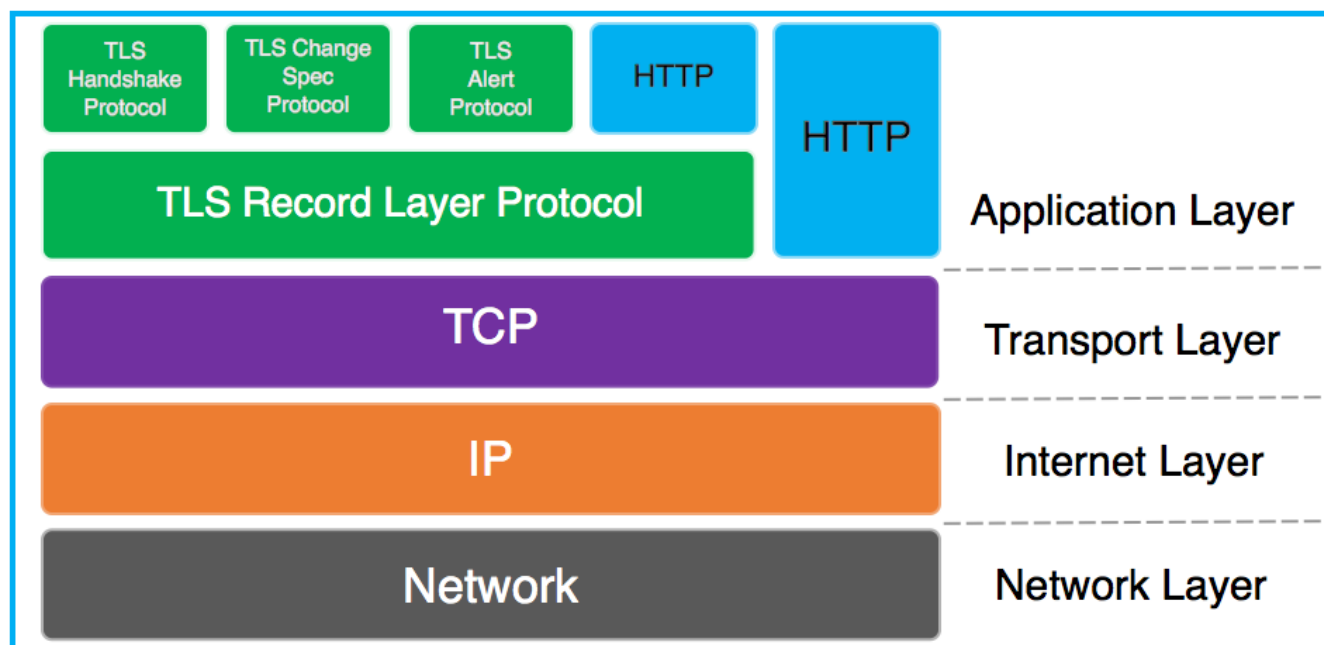 TLS
Handshake
Protocol
TLS Change
Spec
Protocol
TLS
Alert
Protocol
HTTP
HTTP
TLS Record Layer Protocol
Application Layer
TCP
Transport Layer
IP
Internet Layer
Network
Network Layer